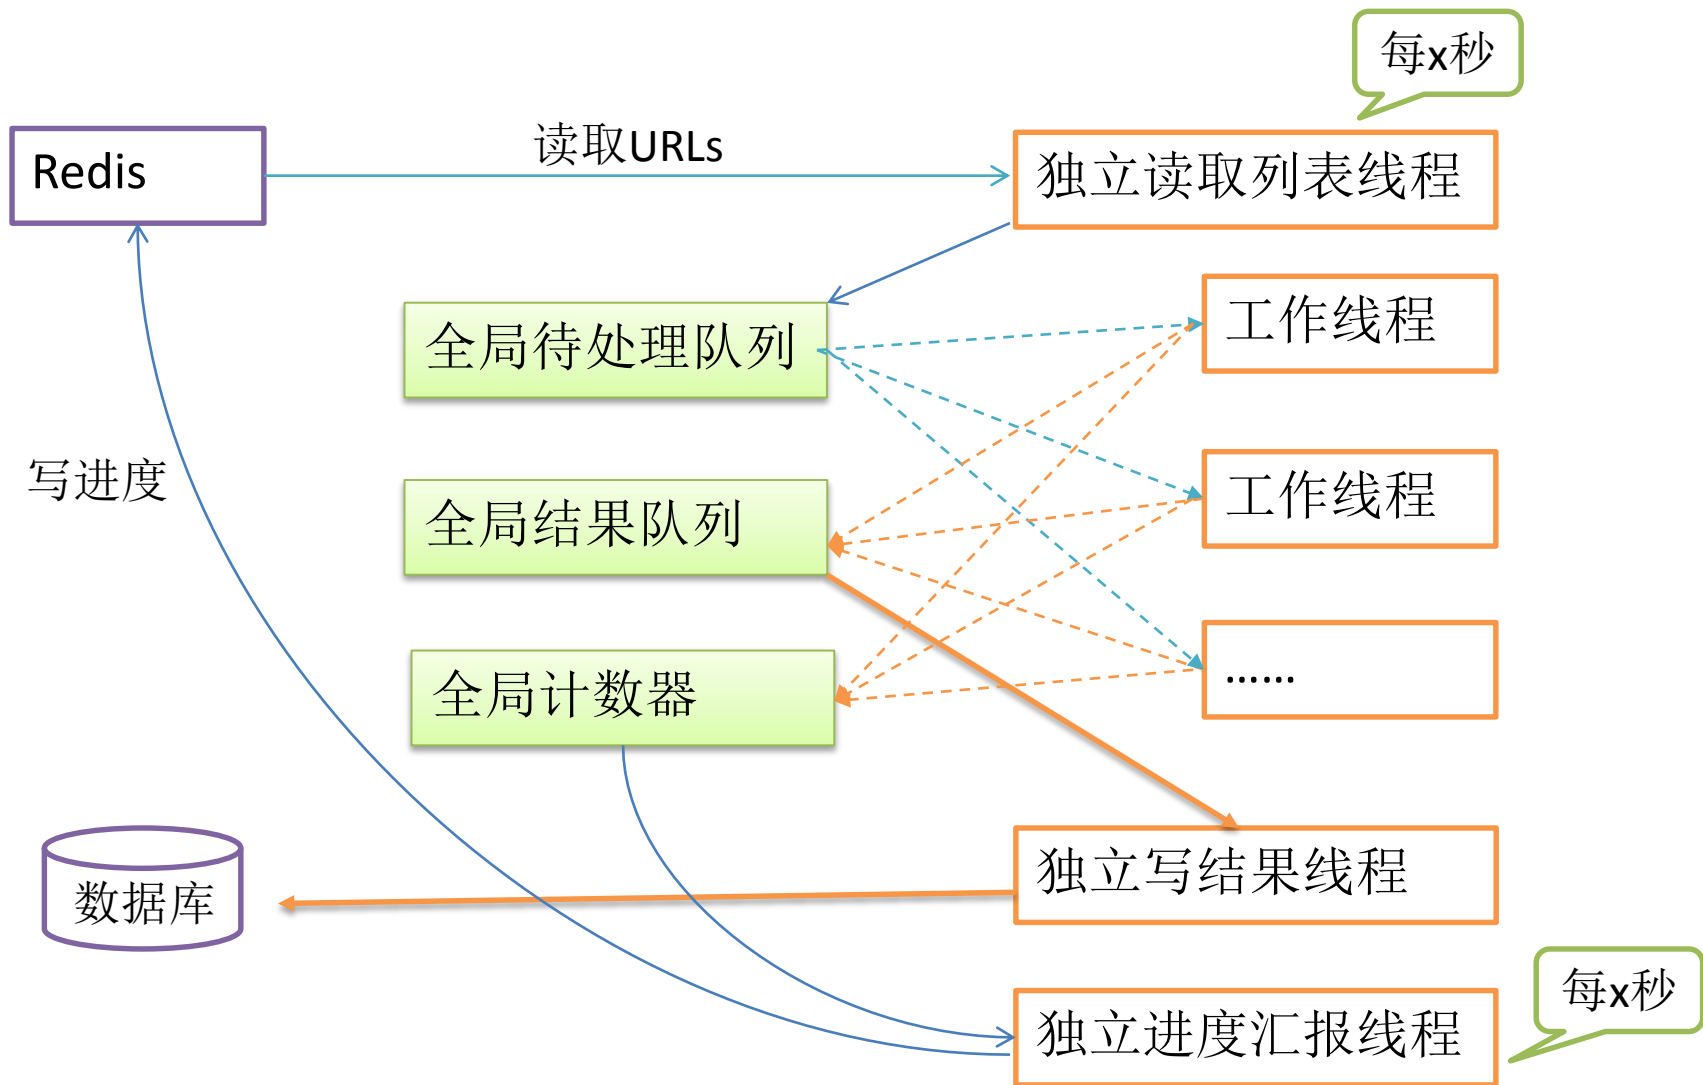 每x秒
Redis
读取URLs
独立读取列表线程
工作线程
全局待处理队列
写进度
全局结果队列
工作线程
全局计数器
......
数据库
独立写结果线程
每x秒
独立进度汇报线程